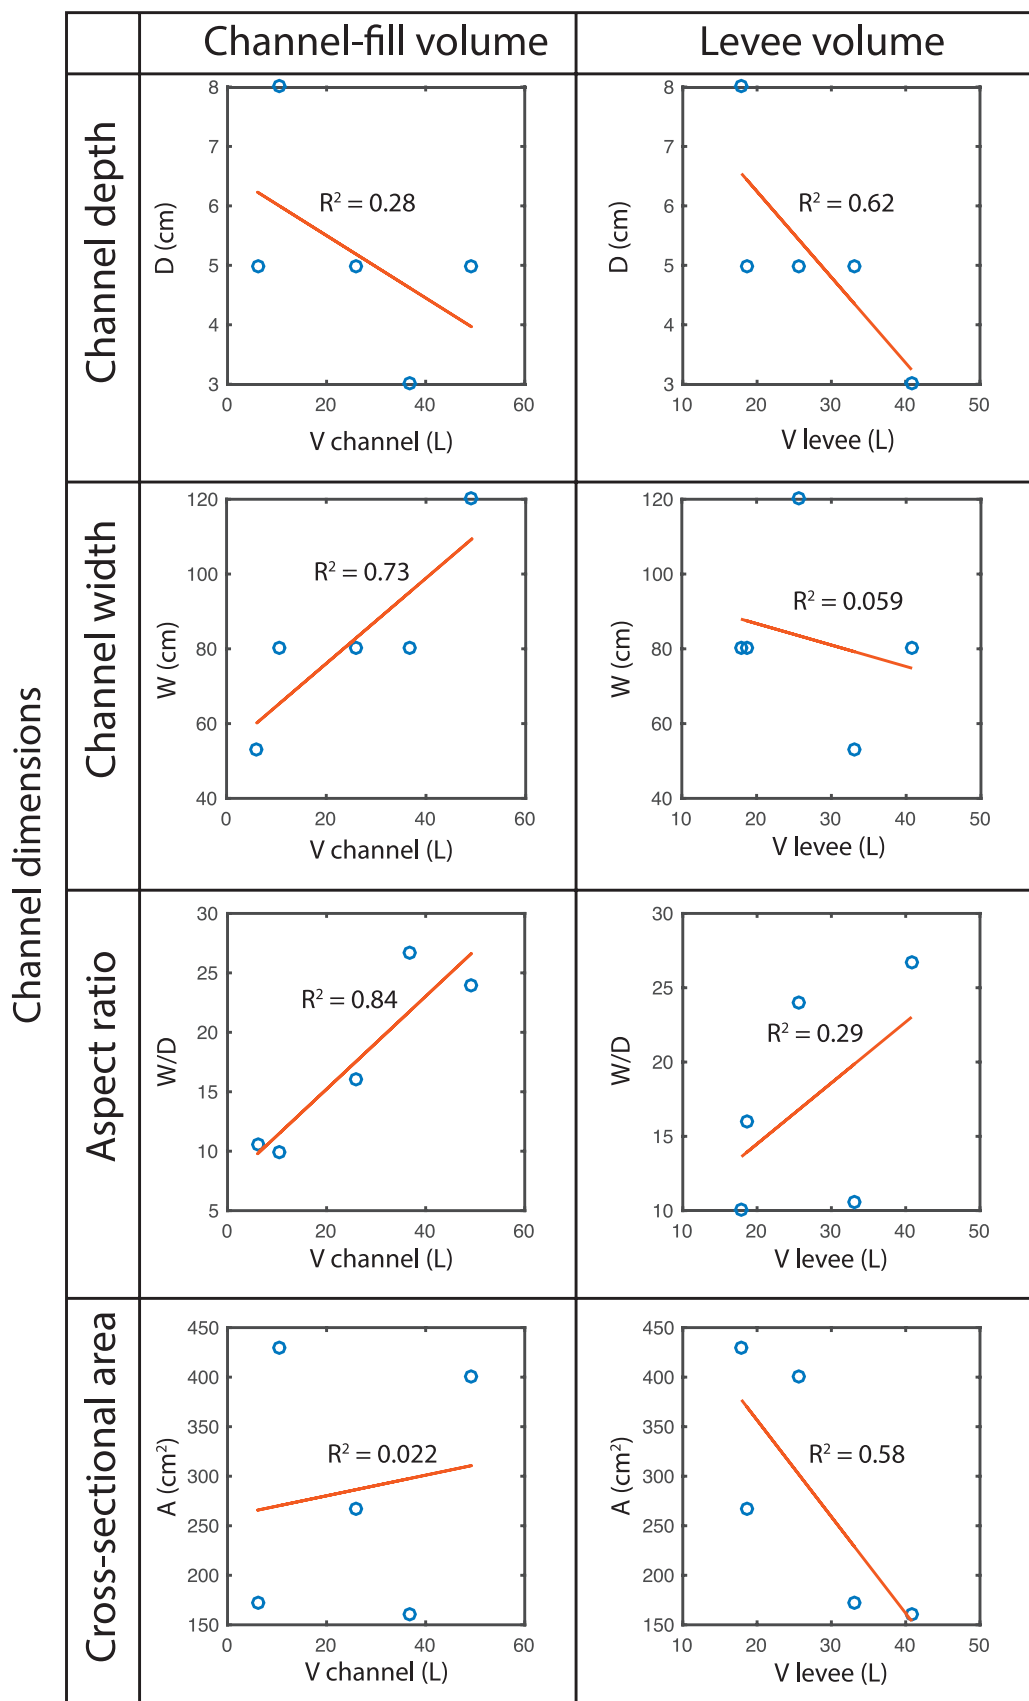 Channel-fill volume
Levee volume
Channel dimensions
Channel depth
8
7
6
5
4
3
D (cm)
R² = 0.28
0
20
40
60
V channel (L)
8
7
6
5
4
3
D (cm)
R² = 0.62
10
20
30
40
50
V levee (L)
Channel width
120
100
80
60
40
W (cm)
R² = 0.73
0
20
40
60
V channel (L)
120
100
80
60
40
W (cm)
R² = 0.059
10
20
30
40
50
V levee (L)
Aspect ratio
30
25
20
15
10
5
W/D
R² = 0.84
0
20
40
60
V channel (L)
30
25
20
15
10
W/D
R² = 0.29
10
20
30
40
50
V levee (L)
Cross-sectional area
450
400
350
300
250
200
150
A (cm²)
R² = 0.022
0
20
40
60
V channel (L)
450
400
350
300
250
200
150
A (cm²)
R² = 0.58
10
20
30
40
50
V levee (L)